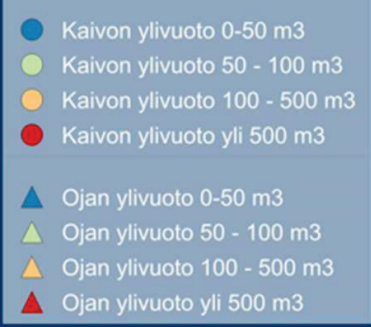 Kaivon ylivuoto 0-50 m3
Kaivon ylivuoto 50 - 100 m3
Kaivon ylivuoto 100 - 500 m3
Kaivon ylivuoto yli 500 m3
Ojan ylivuoto 0-50 m3
Ojan ylivuoto 50 - 100 m3
Ojan ylivuoto 100 - 500 m3
Ojan ylivuoto yli 500 m3